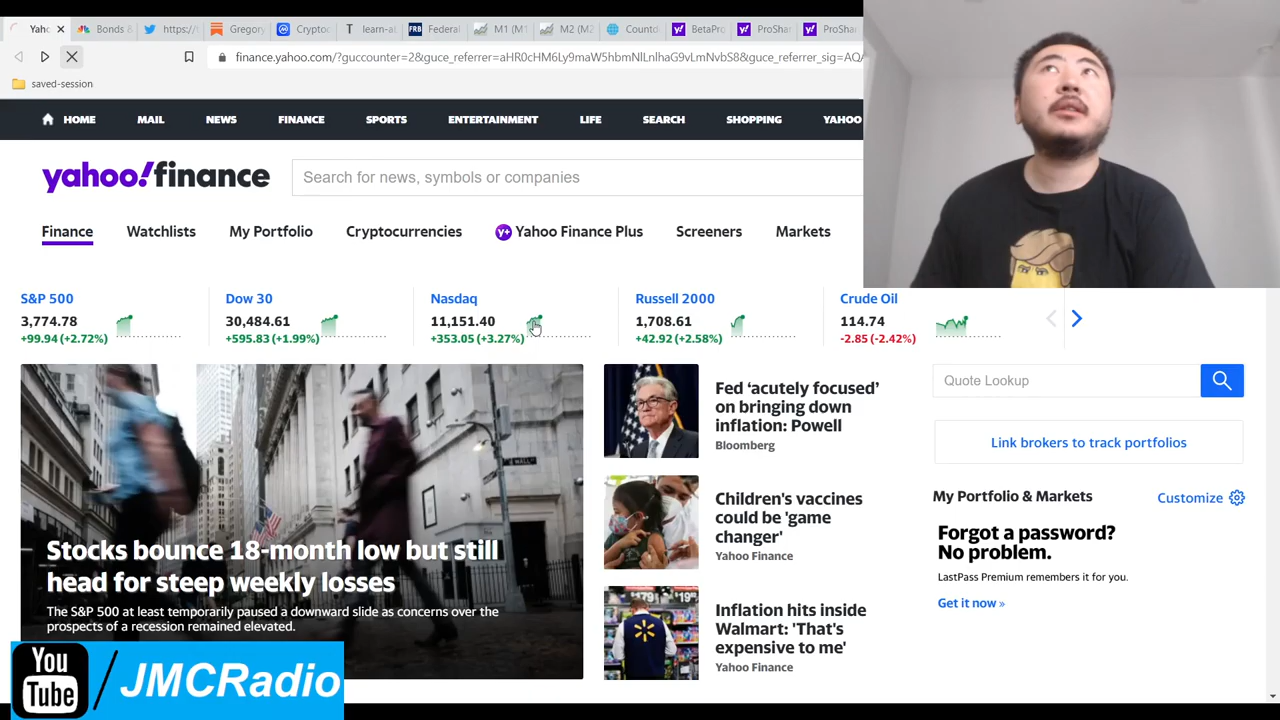 Yah
Bonds &
https://t
Gregory
Cryptoc
learn-al
Federal
M1 (M1
M2 (M2
Countd
BetaPro
ProShar
ProShar
finance.yahoo.com/?guccounter=2&guce_referrer=
saved-session
HOME
MAIL
NEWS
FINANCE
SPORTS
ENTERTAINMENT
LIFE
SEARCH
SHOPPING
YAHOO
yahoo!finance
Search for news, symbols or companies
Finance
Watchlists
My Portfolio
Cryptocurrencies
Y+ Yahoo Finance Plus
Screeners
Markets
S&P 500
3,774.78
+99.94 (+2.72%)
Dow 30
30,484.61
+595.83 (+1.99%)
Nasdaq
11,151.40
+353.05 (+3.27%)
Russell 2000
1,708.61
+42.92 (+2.58%)
Crude Oil
114.74
-2.85 (-2.42%)
WALL
Stocks bounce 18-month low but still
head for steep weekly losses
The S&P 500 at least temporarily paused a downward slide as concerns over the
prospects of a recession remained elevated.
Fed ‘acutely focused’
on bringing down
inflation: Powell
Bloomberg
Children's vaccines
could be 'game
changer'
Yahoo Finance
Inflation hits inside
Walmart: 'That's
expensive to me'
Yahoo Finance
Quote Lookup
Link brokers to track portfolios
My Portfolio & Markets
Customize
Forgot a password?
No problem.
LastPass Premium remembers it for you.
Get it now »
You
Tube
/JMCRadio